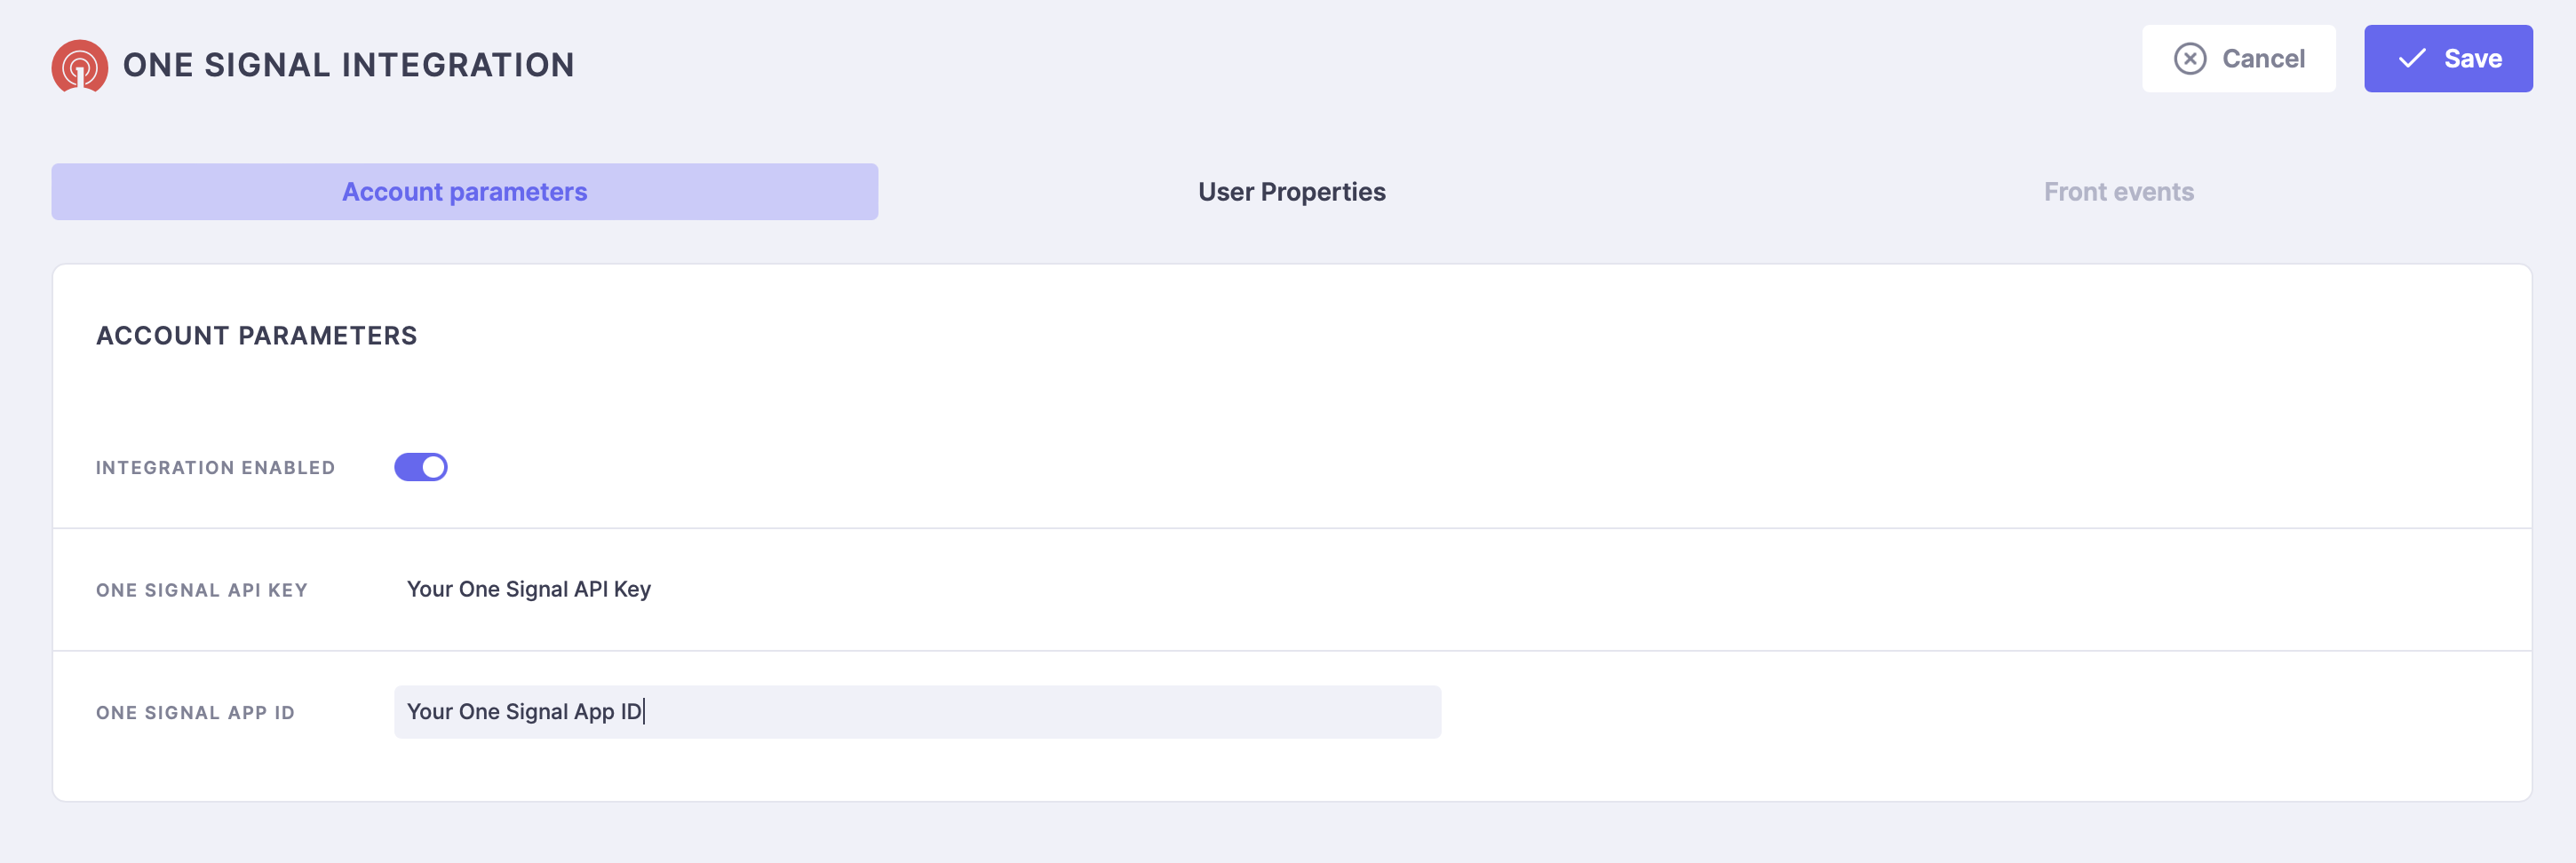 ONE SIGNAL INTEGRATION
Cancel
Save
Account parameters
User Properties
Front events
ACCOUNT PARAMETERS
INTEGRATION ENABLED
ONE SIGNAL API KEY
Your One Signal API Key
ONE SIGNAL APP ID
Your One Signal App ID